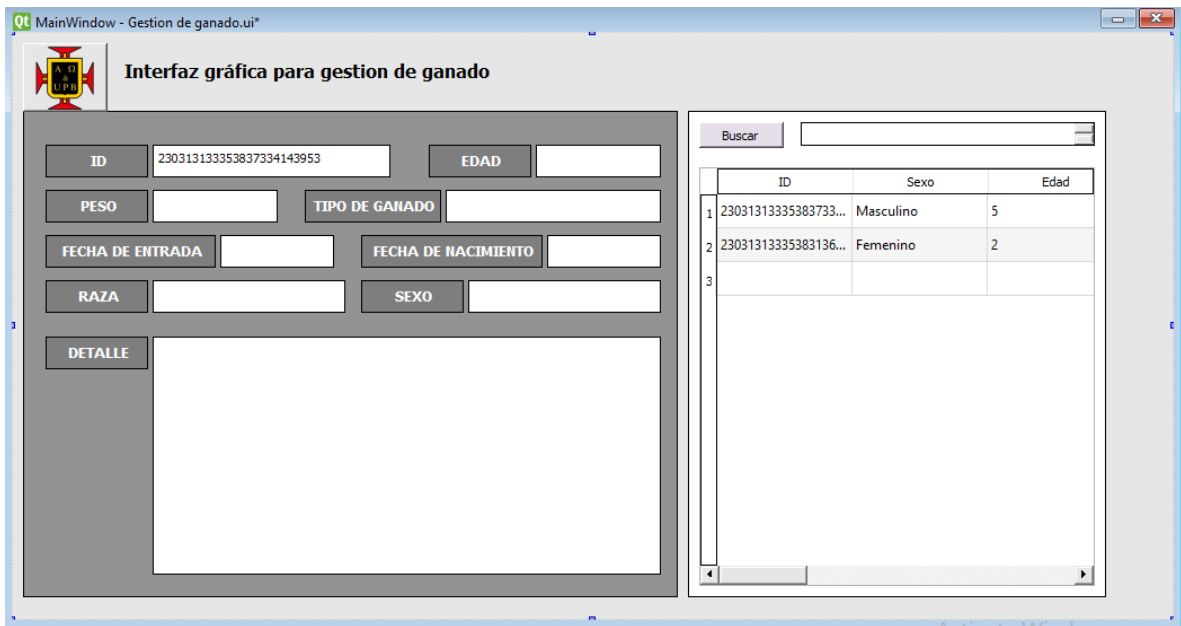 MainWindow - Gestion de ganado.ui*
Interfaz gráfica para gestion de ganado
A Ω
&
UPB
ID 230313133353837334143953 EDAD
PESO TIPO DE GANADO
FECHA DE ENTRADA FECHA DE NACIMIENTO
RAZA SEXO
DETALLE
Buscar
ID Sexo Edad
1 23031313335383733... Masculino 5
2 23031313335383136... Femenino 2
3